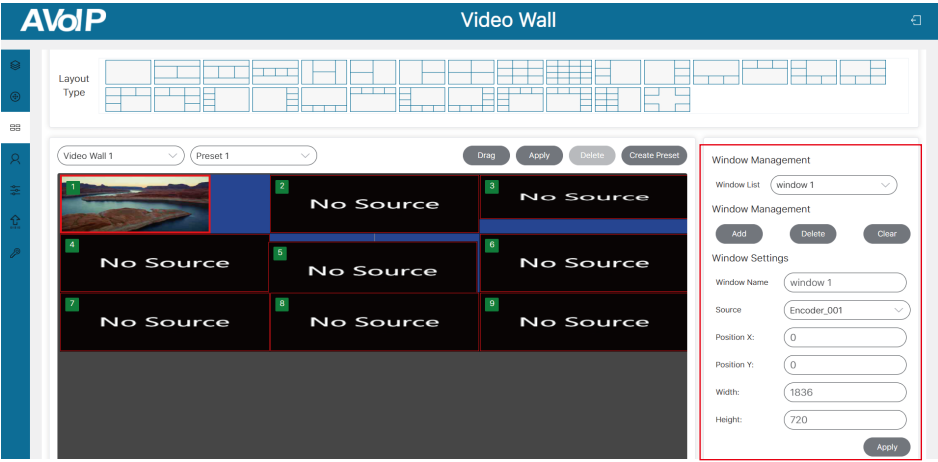 AVoIP
Video Wall
Layout
Type
Video Wall 1
Preset 1
Drag
Apply
Delete
Create Preset
1
2
No Source
3
No Source
4
No Source
5
No Source
6
No Source
7
No Source
8
No Source
9
No Source
Window Management
Window List
window 1
Window Management
Add
Delete
Clear
Window Settings
Window Name
window 1
Source
Encoder_001
Position X:
0
Position Y:
0
Width:
1836
Height:
720
Apply